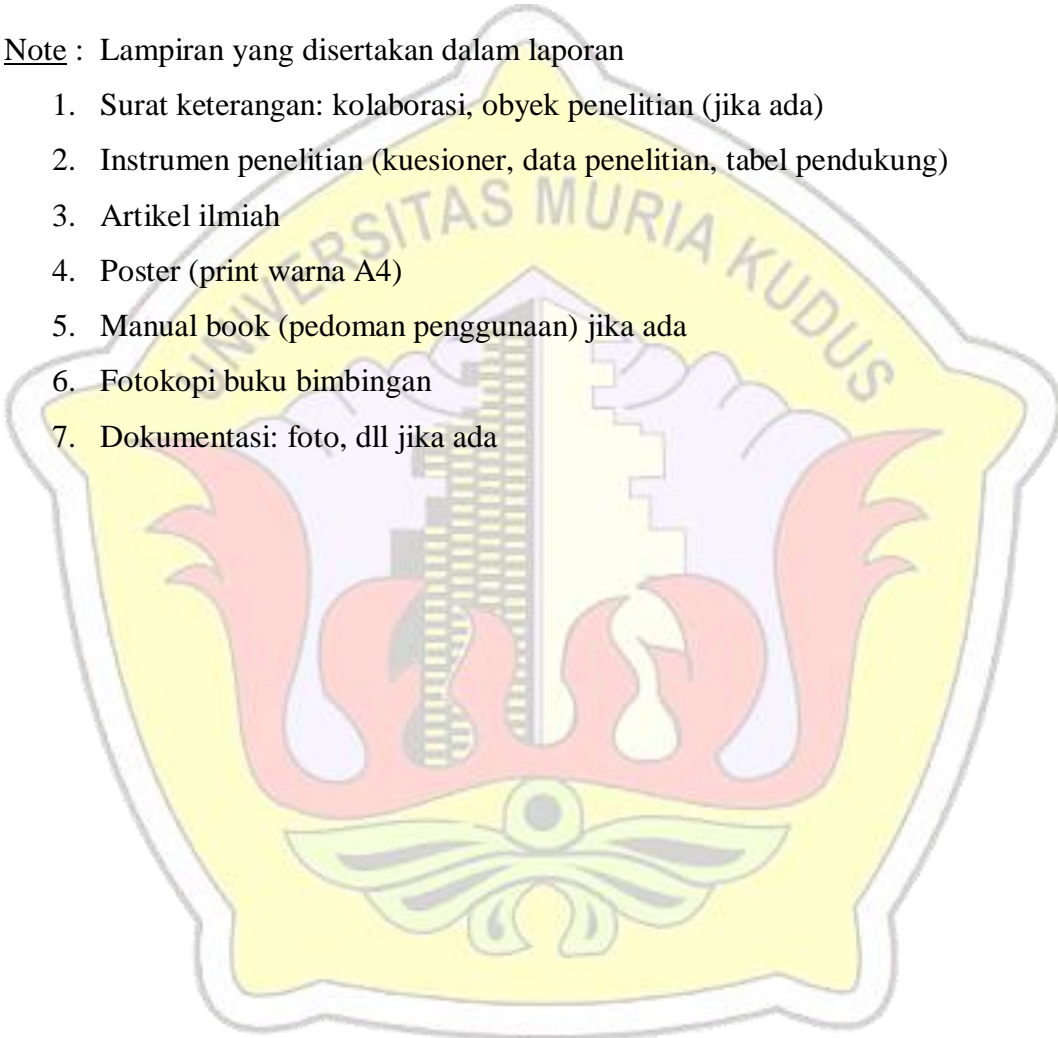 Note : Lampiran yang disertakan dalam laporan
1. Surat keterangan: kolaborasi, obyek penelitian (jika ada)
2. Instrumen penelitian (kuesioner, data penelitian, tabel pendukung)
3. Artikel ilmiah
4. Poster (print warna A4)
5. Manual book (pedoman penggunaan) jika ada
6. Fotokopi buku bimbingan
7. Dokumentasi: foto, dll jika ada
UNIVERSITAS MURIA KUDUS